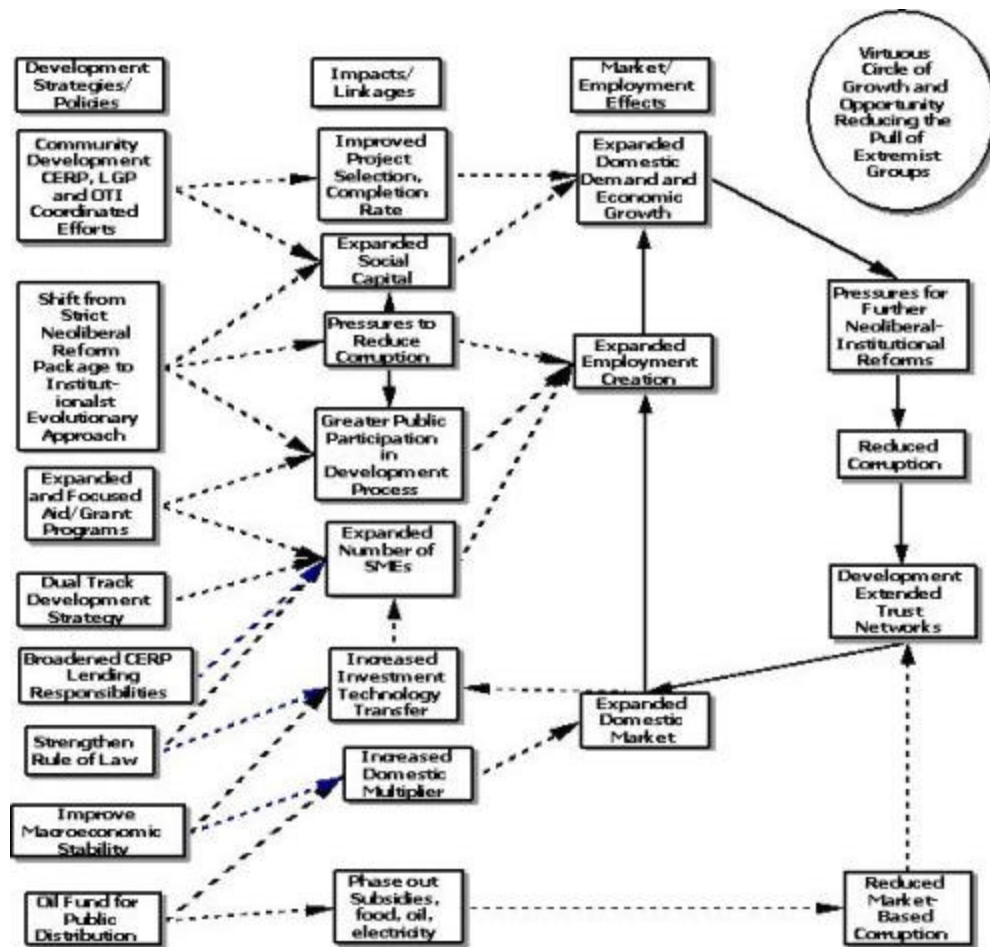 Development
Strategies/
Policies
Impacts/
Linkages
Market/
Employment
Effects
Virtuous
Circle of
Growth and
Opportunity
Reducing the
Pull of
Extremist
Groups
Community
Development
CERP, LGP
and OTI
Coordinated
Efforts
Improved
Project
Selection,
Completion
Rate
Expanded
Domestic
Demand and
Economic
Growth
Expanded
Social
Capital
Shift from
Strict
Neoliberal
Reform
Package to
Institut-
ionalst
Evolutionary
Approach
Pressures to
Reduce
Corruption
Expanded
Employment
Creation
Pressures for
Further
Neoliberal-
Institutional
Reforms
Greater Public
Participation
in
Development
Process
Reduced
Corruption
Expanded
and Focused
Aid/Grant
Programs
Expanded
Number of
SMEs
Dual Track
Development
Strategy
Development
Extended
Trust
Networks
Broadened CERP
Lending
Responsibilities
Increased
Investment
Technology
Transfer
Expanded
Domestic
Market
Strengthen
Rule of Law
Increased
Domestic
Multiplier
Improve
Macroeconomic
Stability
Oil Fund for
Public
Distribution
Phase out
Subsidies,
food, oil,
electricity
Reduced
Market-
Based
Corruption